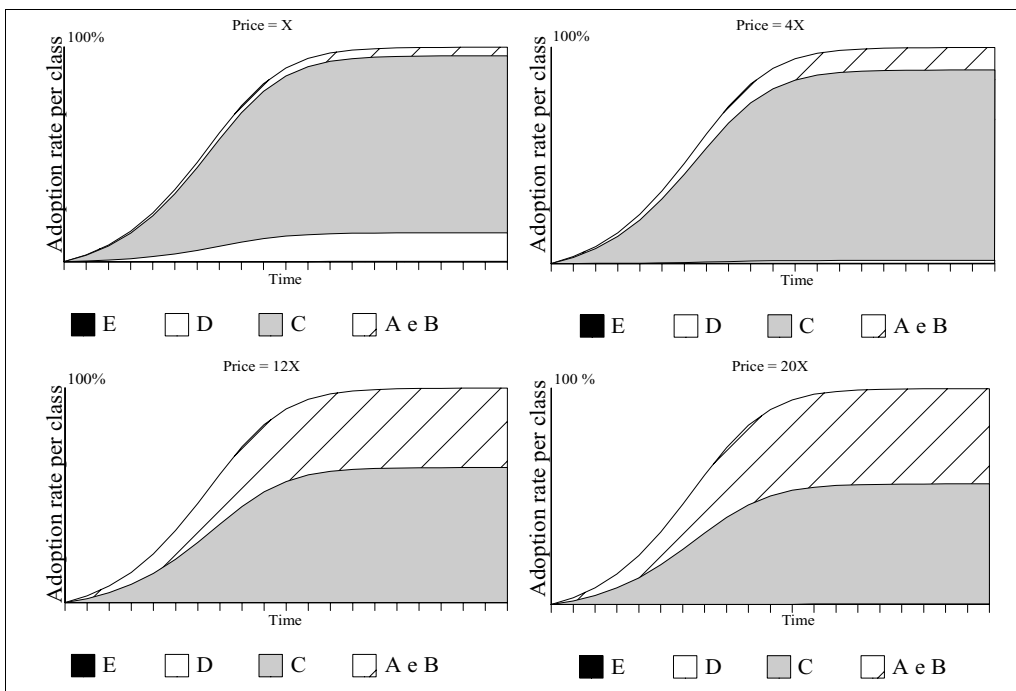 Price = X
100%
Adoption rate per class
Time
E D C A e B
Price = 4X
100%
Adoption rate per class
Time
E D C A e B
Price = 12X
100%
Adoption rate per class
Time
E D C A e B
Price = 20X
100 %
Adoption rate per class
Time
E D C A e B